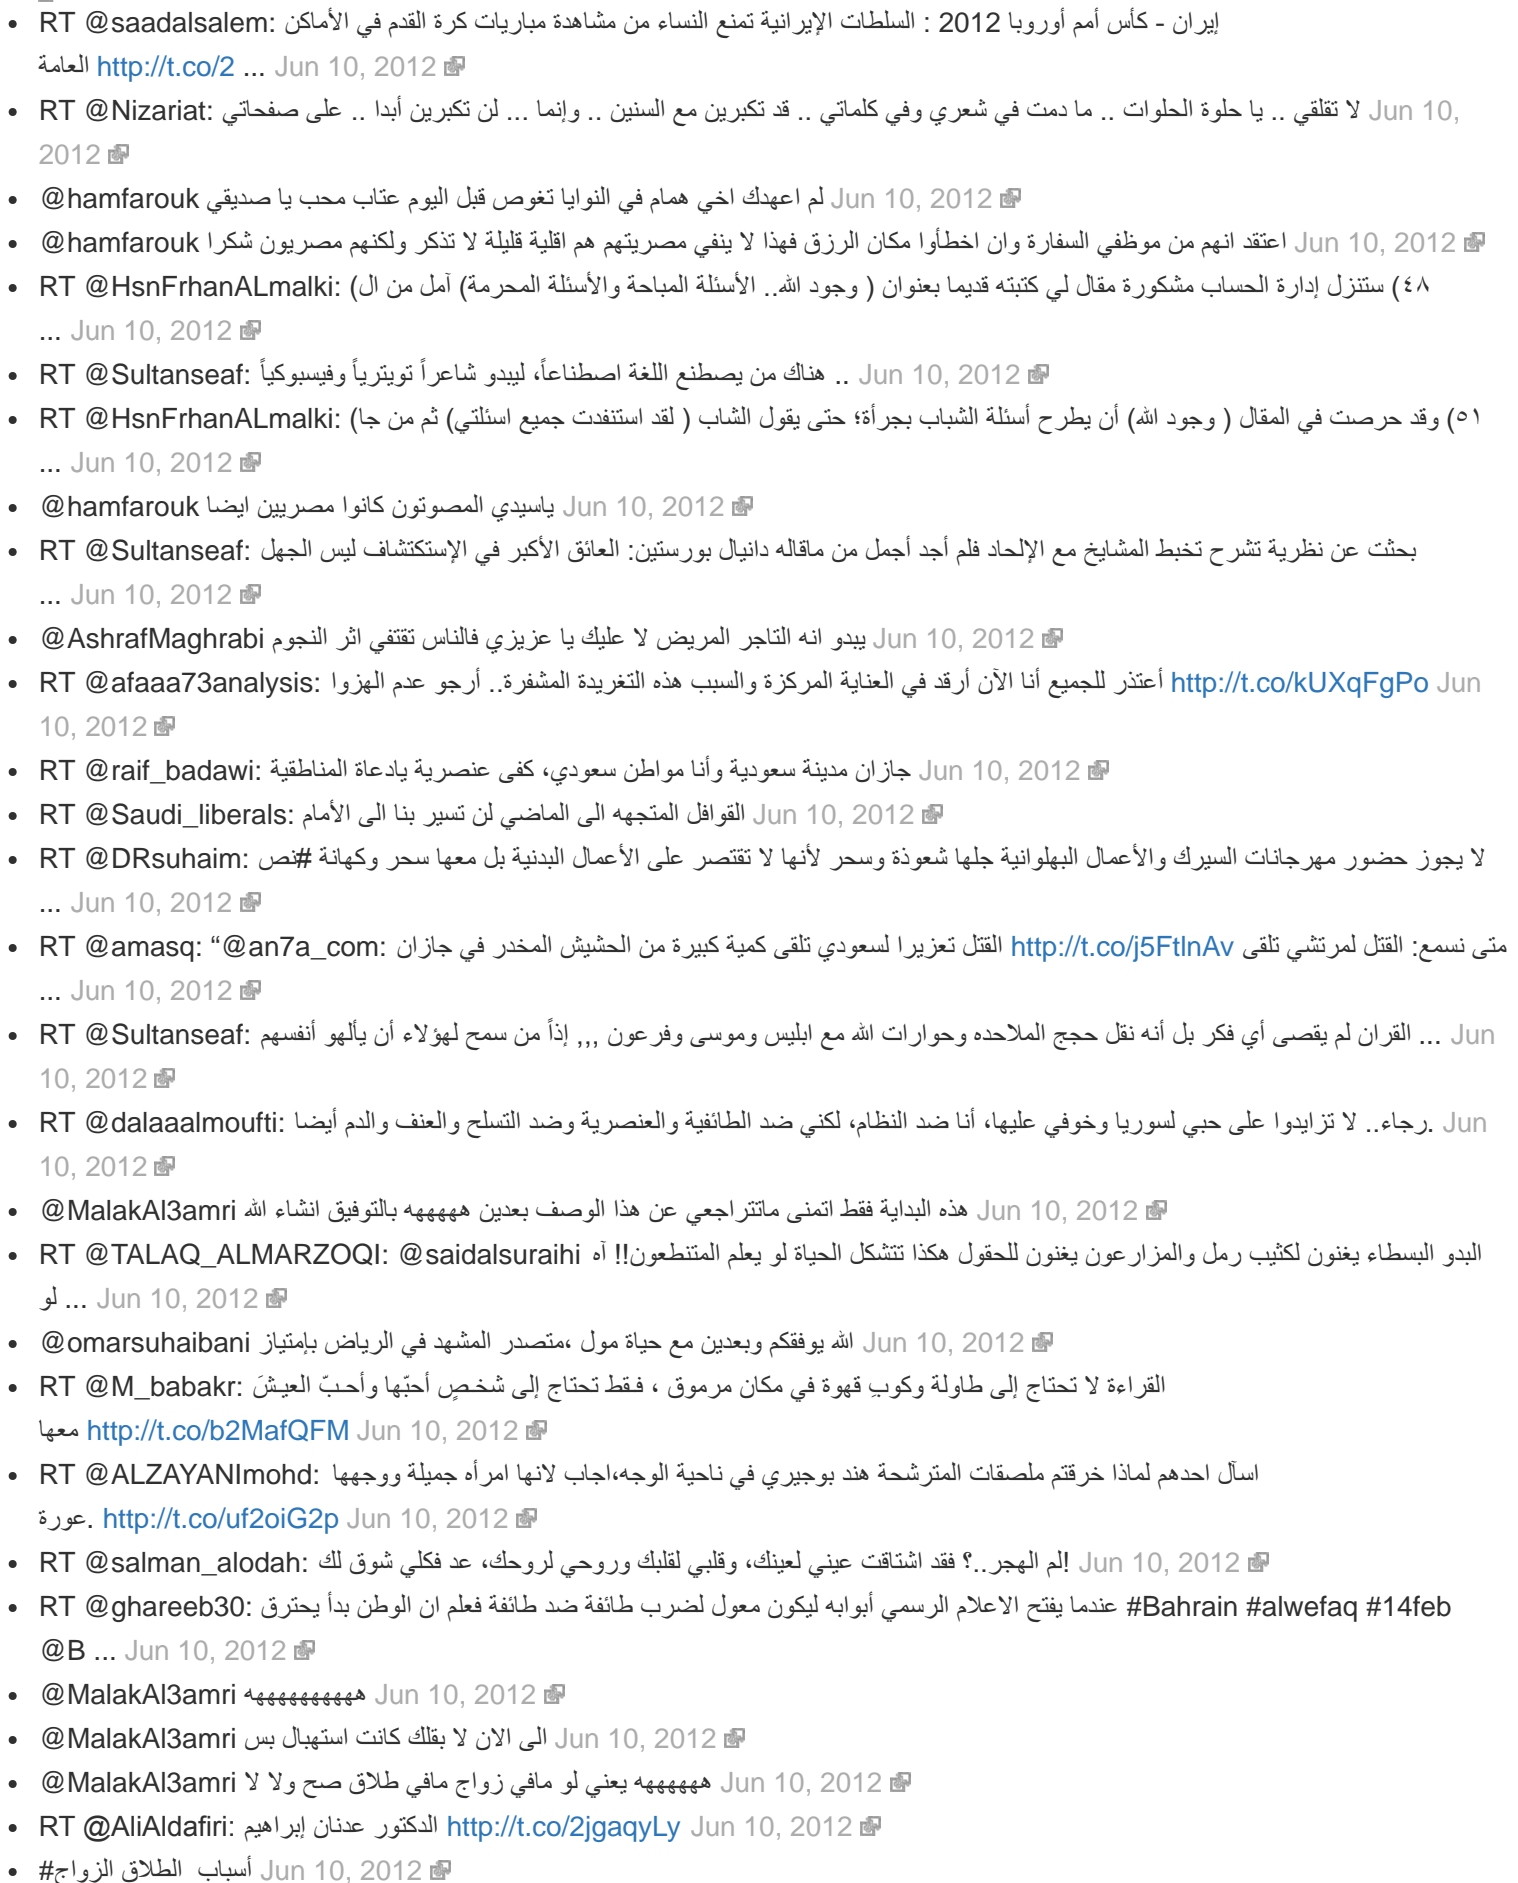 RT @saadalsalem: إيران - كأس أمم أوروبا 2012 : السلطات الإيرانية تمنع النساء من مشاهدة مباريات كرة القدم في الأماكن
العامة http://t.co/2 ... Jun 10, 2012
RT @Nizariat: لا تقلقي .. يا حلوة الحلوات .. ما دمت في شعري وفي كلماتي .. قد تكبرين مع السنين .. وإنما ... لن تكبرين أبدا .. على صفحاتي Jun 10,
2012
@hamfarouk لم اعهدك اخي همام في النوايا تغوص قبل اليوم عتاب محب يا صديقي Jun 10, 2012
@hamfarouk اعتقد انهم من موظفي السفارة وان اخطأوا مكان الرزق فهذا لا ينفي مصريتهم هم اقلية قليلة لا تذكر ولكنهم مصريون شكرا Jun 10, 2012
RT @HsnFrhanALmalki: (٤٨) ستنزل إدارة الحساب مشكورة مقال لي كتبته قديما بعنوان ( وجود الله.. الأسئلة المباحة والأسئلة المحرمة) آمل من ال
... Jun 10, 2012
RT @Sultanseaf: هناك من يصطنع اللغة اصطناعاً، ليبدو شاعراً تويترياً وفيسبوكياً .. Jun 10, 2012
RT @HsnFrhanALmalki: (٥١) وقد حرصت في المقال ( وجود الله) أن يطرح أسئلة الشباب بجرأة؛ حتى يقول الشاب ( لقد استنفدت جميع اسئلتي) ثم من جا
... Jun 10, 2012
@hamfarouk ياسيدي المصوتون كانوا مصريين ايضا Jun 10, 2012
RT @Sultanseaf: بحثت عن نظرية تشرح تخبط المشايخ مع الإلحاد فلم أجد أجمل من ماقاله دانيال بورستين: العائق الأكبر في الإستكتشاف ليس الجهل
... Jun 10, 2012
@AshrafMaghrabi يبدو انه التاجر المريض لا عليك يا عزيزي فالناس تقتفي اثر النجوم Jun 10, 2012
RT @afaaa73analysis: أعتذر للجميع أنا الآن أرقد في العناية المركزة والسبب هذه التغريدة المشفرة.. أرجو عدم الهزوا http://t.co/kUXqFgPo Jun
10, 2012
RT @raif_badawi: جازان مدينة سعودية وأنا مواطن سعودي، كفى عنصرية يادعاة المناطقية Jun 10, 2012
RT @Saudi_liberals: القوافل المتجهه الى الماضي لن تسير بنا الى الأمام Jun 10, 2012
RT @DRsuhaim: لا يجوز حضور مهرجانات السيرك والأعمال البهلوانية جلها شعوذة وسحر لأنها لا تقتصر على الأعمال البدنية بل معها سحر وكهانة #نص
... Jun 10, 2012
RT @amasq: “@an7a_com: القتل تعزيرا لسعودي تلقى كمية كبيرة من الحشيش المخدر في جازان http://t.co/j5FtlnAv متى نسمع: القتل لمرتشي تلقى
... Jun 10, 2012
RT @Sultanseaf: القران لم يقصى أي فكر بل أنه نقل حجج الملاحده وحوارات الله مع ابليس وموسى وفرعون ,,, إذاً من سمح لهؤلاء أن يألهو أنفسهم ... Jun
10, 2012
RT @dalaaalmoufti: رجاء.. لا تزايدوا على حبي لسوريا وخوفي عليها، أنا ضد النظام، لكني ضد الطائفية والعنصرية وضد التسلح والعنف والدم أيضا. Jun
10, 2012
@MalakAl3amri هذه البداية فقط اتمنى ماتتراجعي عن هذا الوصف بعدين هههههه بالتوفيق انشاء الله Jun 10, 2012
RT @TALAQ_ALMARZOQI: @saidalsuraihi البدو البسطاء يغنون لكثيب رمل والمزارعون يغنون للحقول هكذا تتشكل الحياة لو يعلم المتنطعون!! آه
لو ... Jun 10, 2012
@omarsuhaibani الله يوفقكم وبعدين مع حياة مول ،متصدر المشهد في الرياض بإمتياز Jun 10, 2012
RT @M_babakr: القراءة لا تحتاج إلى طاولة وكوبِ قهوة في مكان مرموق ، فـقط تحتاج إلى شخـصٍ أحبّها وأحـبّ العيـشَ
معها http://t.co/b2MafQFM Jun 10, 2012
RT @ALZAYANImohd: اسآل احدهم لماذا خرقتم ملصقات المترشحة هند بوجيري في ناحية الوجه،اجاب لانها امرأه جميلة ووجهها
عورة. http://t.co/uf2oiG2p Jun 10, 2012
RT @salman_alodah: لم الهجر..؟ فقد اشتاقت عيني لعينك، وقلبي لقلبك وروحي لروحك، عد فكلي شوق لك! Jun 10, 2012
RT @ghareeb30: عندما يفتح الاعلام الرسمي أبوابه ليكون معول لضرب طائفة ضد طائفة فعلم ان الوطن بدأ يحترق #Bahrain #alwefaq #14feb
@B ... Jun 10, 2012
@MalakAl3amri ههههههههههه Jun 10, 2012
@MalakAl3amri الى الان لا بقلك كانت استهبال بس Jun 10, 2012
@MalakAl3amri ههههههه يعني لو مافي زواج مافي طلاق صح ولا لا Jun 10, 2012
RT @AliAldafiri: الدكتور عدنان إبراهيم http://t.co/2jgaqyLy Jun 10, 2012
#أسباب الطلاق الزواج Jun 10, 2012